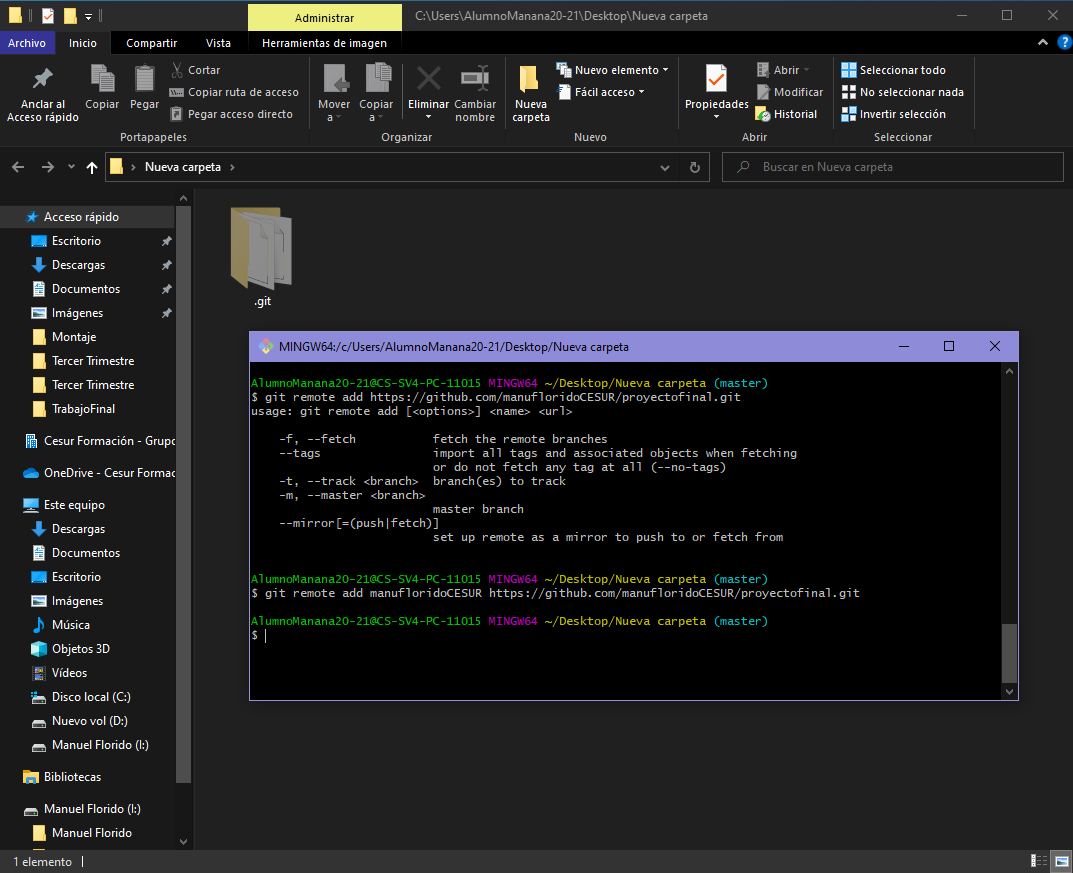 Administrar
C:\Users\AlumnoManana20-21\Desktop\Nueva carpeta
Archivo Inicio Compartir Vista Herramientas de imagen
Anclar al
Acceso rápido
Copiar
Pegar
Cortar
Copiar ruta de acceso
Pegar acceso directo
Portapapeles
Mover
a
Copiar
a
Eliminar
Cambiar
nombre
Organizar
Nueva
carpeta
Nuevo elemento
Fácil acceso
Nuevo
Propiedades
Abrir
Modificar
Historial
Abrir
Seleccionar todo
No seleccionar nada
Invertir selección
Seleccionar
Nueva carpeta
Buscar en Nueva carpeta
Acceso rápido
Escritorio
Descargas
Documentos
Imágenes
Montaje
Tercer Trimestre
Tercer Trimestre
TrabajoFinal
Cesur Formación - Grupo
OneDrive - Cesur Formac
Este equipo
Descargas
Documentos
Escritorio
Imágenes
Música
Objetos 3D
Vídeos
Disco local (C:)
Nuevo vol (D:)
Manuel Florido (I:)
Bibliotecas
Manuel Florido (I:)
Manuel Florido
.git
MINGW64:/c/Users/AlumnoManana20-21/Desktop/Nueva carpeta
AlumnoManana20-21@CS-SV4-PC-11015 MINGW64 ~/Desktop/Nueva carpeta (master)
$ git remote add https://github.com/manufloridoCESUR/proyectofinal.git
usage: git remote add [<options>] <name> <url>
-f, --fetch fetch the remote branches
--tags import all tags and associated objects when fetching
or do not fetch any tag at all (--no-tags)
-t, --track <branch> branch(es) to track
-m, --master <branch>
master branch
--mirror[=(push|fetch)]
set up remote as a mirror to push to or fetch from
AlumnoManana20-21@CS-SV4-PC-11015 MINGW64 ~/Desktop/Nueva carpeta (master)
$ git remote add manufloridoCESUR https://github.com/manufloridoCESUR/proyectofinal.git
AlumnoManana20-21@CS-SV4-PC-11015 MINGW64 ~/Desktop/Nueva carpeta (master)
$
1 elemento